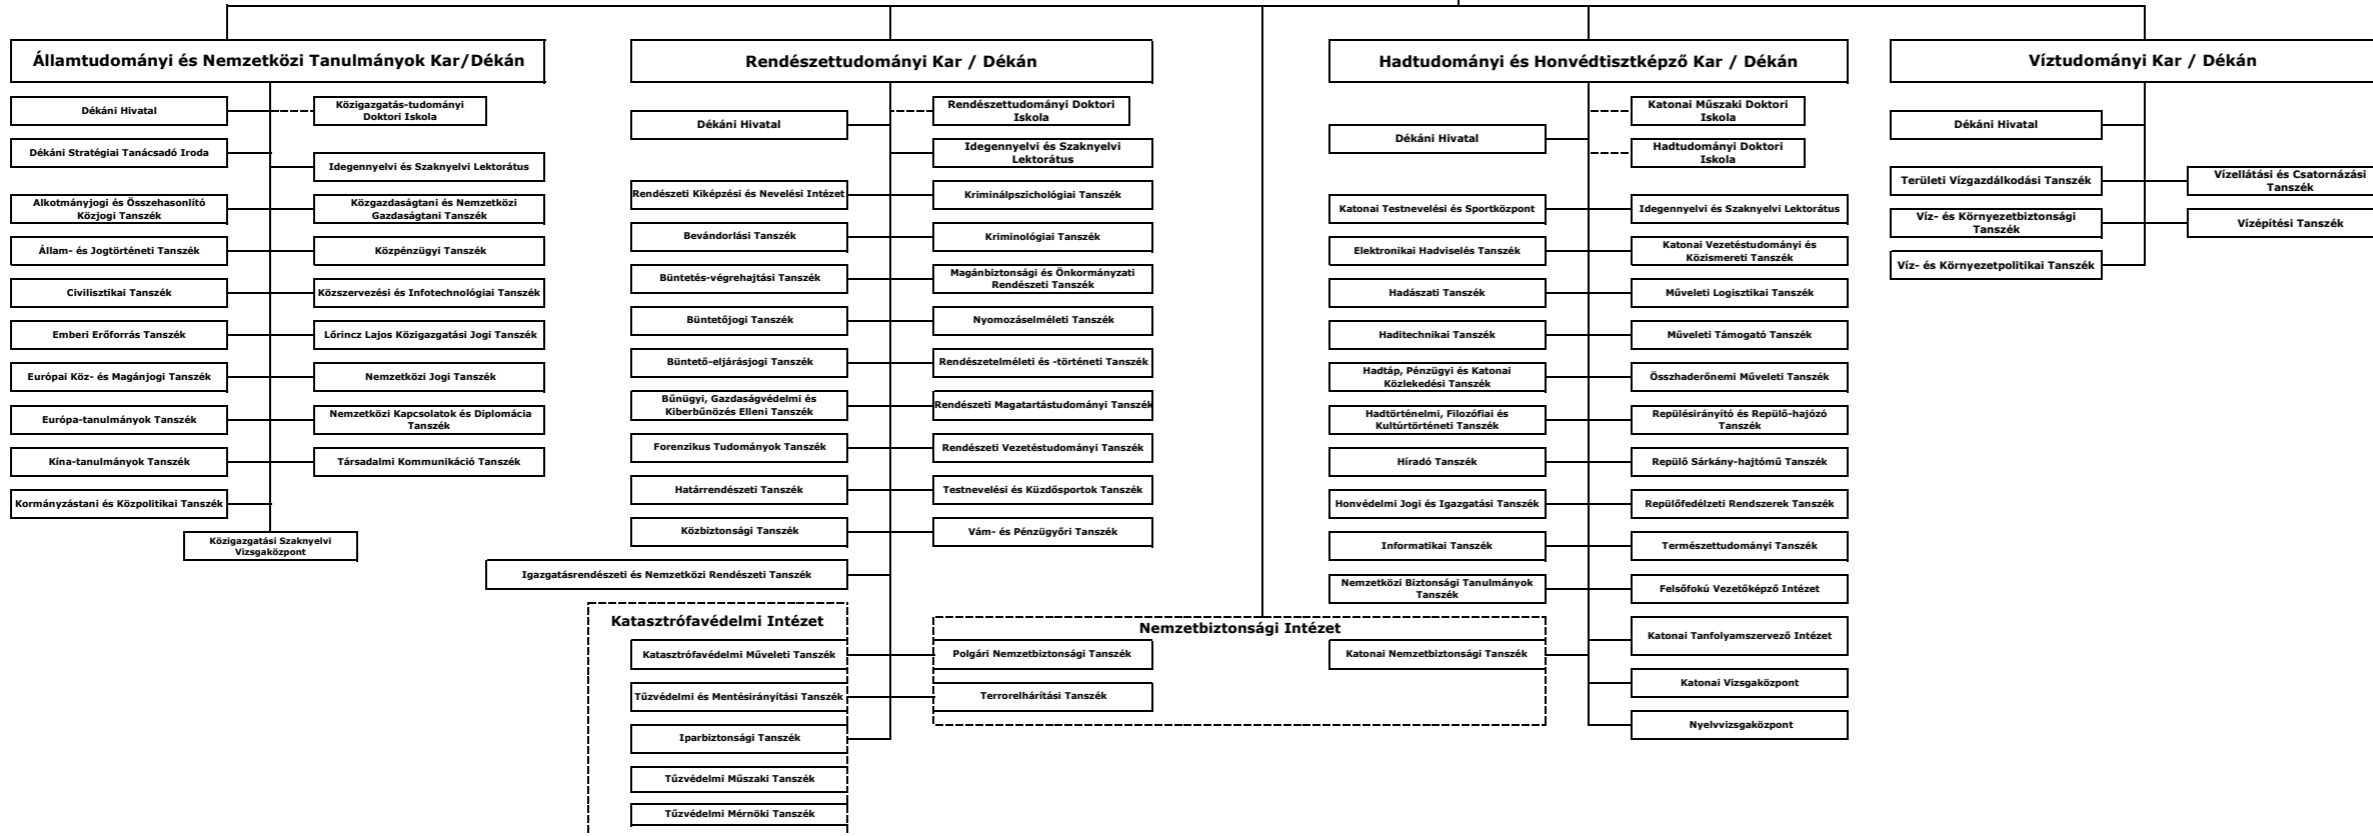 Államtudományi és Nemzetközi Tanulmányok Kar/Dékán
Dékáni Hivatal
Közigazgatás-tudományi
Doktori Iskola
Dékáni Stratégiai Tanácsadó Iroda
Idegennyelvi és Szaknyelvi Lektorátus
Alkotmányjogi és Összehasonlító
Közjogi Tanszék
Közgazdaságtani és Nemzetközi
Gazdaságtani Tanszék
Állam- és Jogtörténeti Tanszék
Közpénzügyi Tanszék
Civilisztikai Tanszék
Közszervezési és Infotechnológiai Tanszék
Emberi Erőforrás Tanszék
Lőrincz Lajos Közigazgatási Jogi Tanszék
Európai Köz- és Magánjogi Tanszék
Nemzetközi Jogi Tanszék
Európa-tanulmányok Tanszék
Nemzetközi Kapcsolatok és Diplomácia
Tanszék
Kína-tanulmányok Tanszék
Társadalmi Kommunikáció Tanszék
Kormányzástani és Közpolitikai Tanszék
Közigazgatási Szaknyelvi
Vizsgaközpont
Rendészettudományi Kar / Dékán
Dékáni Hivatal
Rendészettudományi Doktori
Iskola
Idegennyelvi és Szaknyelvi
Lektorátus
Rendészeti Kiképzési és Nevelési Intézet
Kriminálpszichológiai Tanszék
Bevándorlási Tanszék
Kriminológiai Tanszék
Büntetés-végrehajtási Tanszék
Magánbiztonsági és Önkormányzati
Rendészeti Tanszék
Büntetőjogi Tanszék
Nyomozáselméleti Tanszék
Büntető-eljárásjogi Tanszék
Rendészetelméleti és -történeti Tanszék
Bűnügyi, Gazdaságvédelmi és
Kiberbűnözés Elleni Tanszék
Rendészeti Magatartástudományi Tanszék
Forenzikus Tudományok Tanszék
Rendészeti Vezetéstudományi Tanszék
Határrendészeti Tanszék
Testnevelési és Küzdősportok Tanszék
Közbiztonsági Tanszék
Vám- és Pénzügyőri Tanszék
Igazgatásrendészeti és Nemzetközi Rendészeti Tanszék
Katasztrófavédelmi Intézet
Katasztrófavédelmi Műveleti Tanszék
Tűzvédelmi és Mentésirányítási Tanszék
Iparbiztonsági Tanszék
Tűzvédelmi Műszaki Tanszék
Tűzvédelmi Mérnöki Tanszék
Nemzetbiztonsági Intézet
Polgári Nemzetbiztonsági Tanszék
Katonai Nemzetbiztonsági Tanszék
Terrorelhárítási Tanszék
Hadtudományi és Honvédtisztképző Kar / Dékán
Dékáni Hivatal
Katonai Műszaki Doktori
Iskola
Hadtudományi Doktori
Iskola
Katonai Testnevelési és Sportközpont
Idegennyelvi és Szaknyelvi Lektorátus
Elektronikai Hadviselés Tanszék
Katonai Vezetéstudományi és
Közismereti Tanszék
Hadászati Tanszék
Műveleti Logisztikai Tanszék
Haditechnikai Tanszék
Műveleti Támogató Tanszék
Hadtáp, Pénzügyi és Katonai
Közlekedési Tanszék
Összhaderőnemi Műveleti Tanszék
Hadtörténelmi, Filozófiai és
Kultúrtörténeti Tanszék
Repülésirányító és Repülő-hajózó
Tanszék
Híradó Tanszék
Repülő Sárkány-hajtómű Tanszék
Honvédelmi Jogi és Igazgatási Tanszék
Repülőfedélzeti Rendszerek Tanszék
Informatikai Tanszék
Természettudományi Tanszék
Nemzetközi Biztonsági Tanulmányok
Tanszék
Felsőfokú Vezetőképző Intézet
Katonai Tanfolyamszervező Intézet
Katonai Vizsgaközpont
Nyelvvizsgaközpont
Víztudományi Kar / Dékán
Dékáni Hivatal
Területi Vízgazdálkodási Tanszék
Vízellátási és Csatornázási
Tanszék
Víz- és Környezetbiztonsági
Tanszék
Vízépítési Tanszék
Víz- és Környezetpolitikai Tanszék